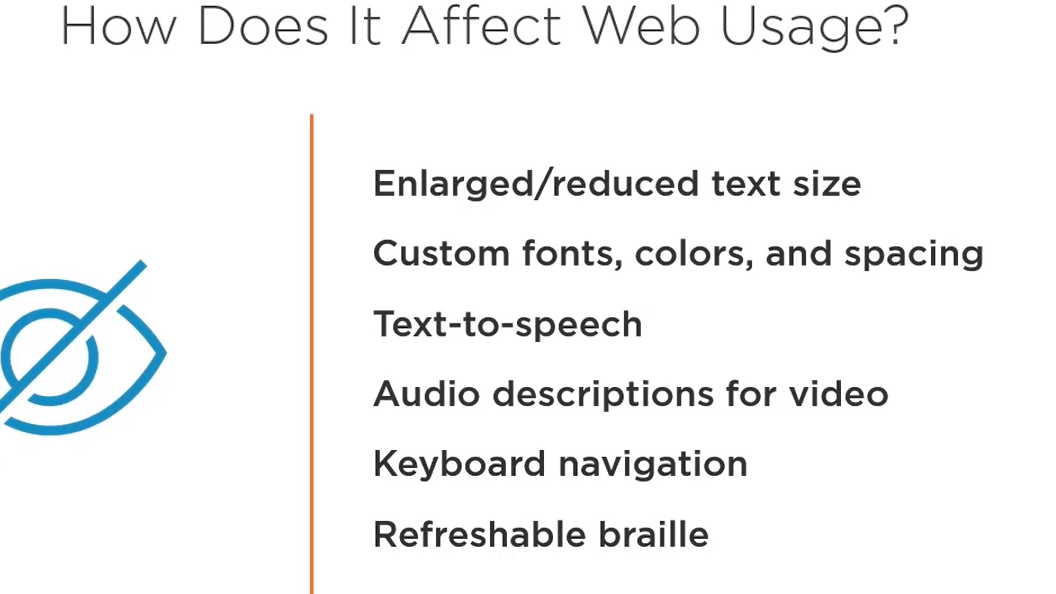 How Does It Affect Web Usage?
Enlarged/reduced text size
Custom fonts, colors, and spacing
Text-to-speech
Audio descriptions for video
Keyboard navigation
Refreshable braille